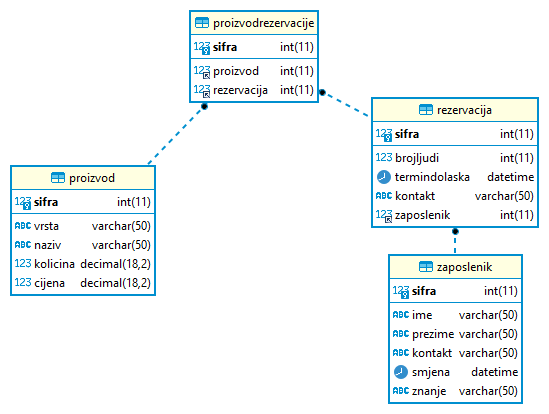 proizvodrezervacije
123 sifra int(11)
123 proizvod int(11)
123 rezervacija int(11)
rezervacija
123 sifra int(11)
123 brojljudi int(11)
termindolaska datetime
ABC kontakt varchar(50)
123 zaposlenik int(11)
proizvod
123 sifra int(11)
ABC vrsta varchar(50)
ABC naziv varchar(50)
123 kolicina decimal(18,2)
123 cijena decimal(18,2)
zaposlenik
123 sifra int(11)
ABC ime varchar(50)
ABC prezime varchar(50)
ABC kontakt varchar(50)
smjena datetime
ABC znanje varchar(50)